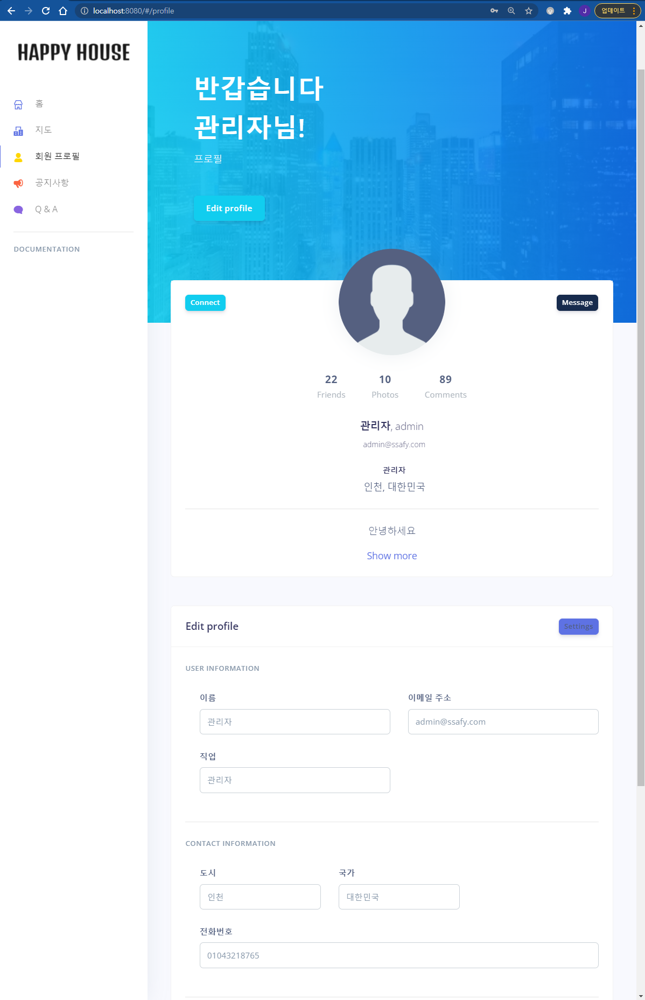 localhost:8080/#/profile
J
업데이트
HAPPY HOUSE
홈
지도
회원 프로필
공지사항
Q & A
DOCUMENTATION
반갑습니다
관리자님!
프로필
Edit profile
Connect
Message
22
10
89
Friends
Photos
Comments
관리자, admin
admin@ssafy.com
관리자
인천, 대한민국
안녕하세요
Show more
Edit profile
Settings
USER INFORMATION
이름
이메일 주소
관리자
admin@ssafy.com
직업
관리자
CONTACT INFORMATION
도시
국가
인천
대한민국
전화번호
01043218765